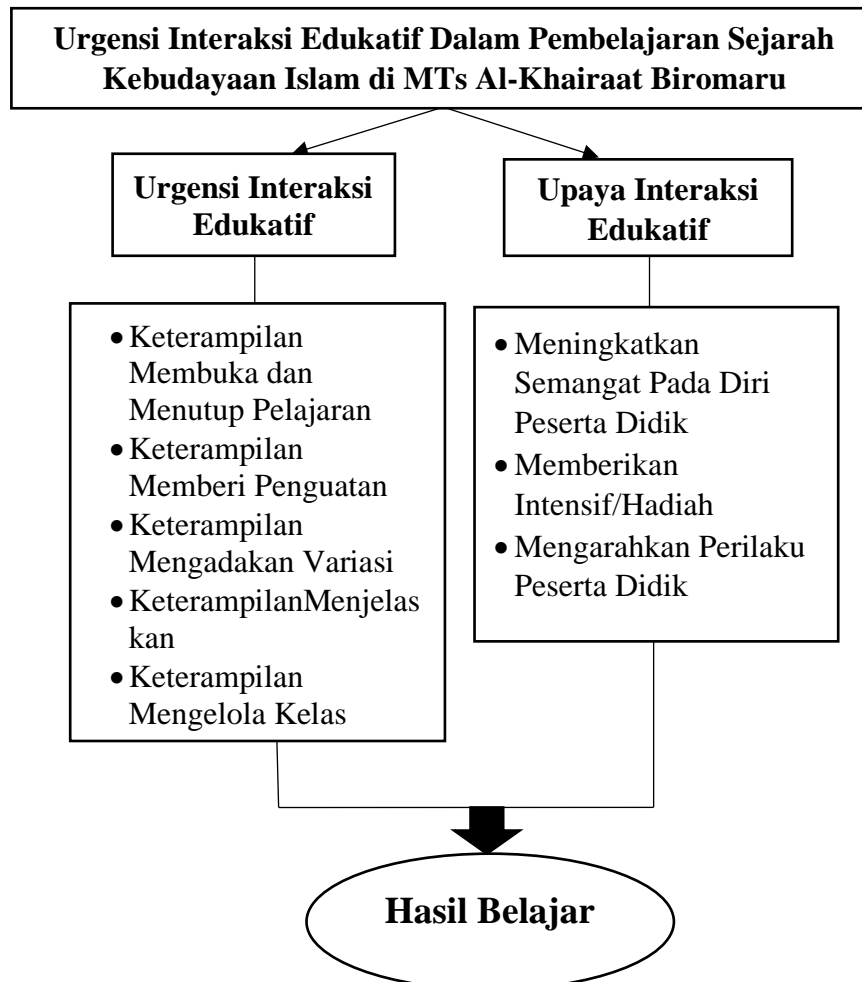 Urgensi Interaksi Edukatif Dalam Pembelajaran Sejarah
Kebudayaan Islam di MTs Al-Khairaat Biromaru
Urgensi Interaksi
Edukatif
Upaya Interaksi
Edukatif
• Keterampilan
Membuka dan
Menutup Pelajaran
• Keterampilan
Memberi Penguatan
• Keterampilan
Mengadakan Variasi
• KeterampilanMenjelas
kan
• Keterampilan
Mengelola Kelas
• Meningkatkan
Semangat Pada Diri
Peserta Didik
• Memberikan
Intensif/Hadiah
• Mengarahkan Perilaku
Peserta Didik
Hasil Belajar